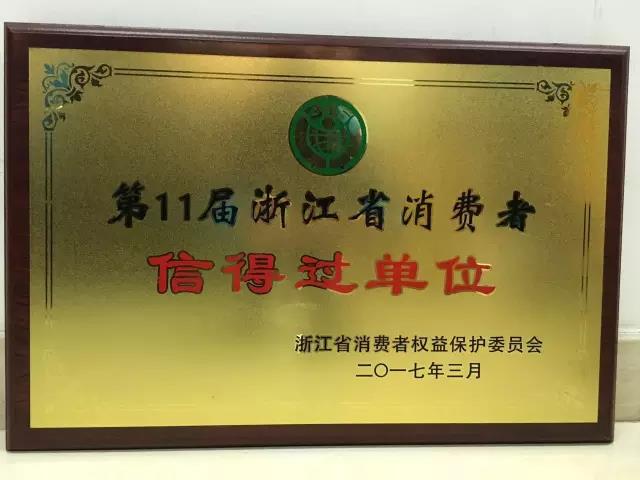 第11届浙江省消费者
信得过单位
浙江省消费者权益保护委员会
二〇一七年三月